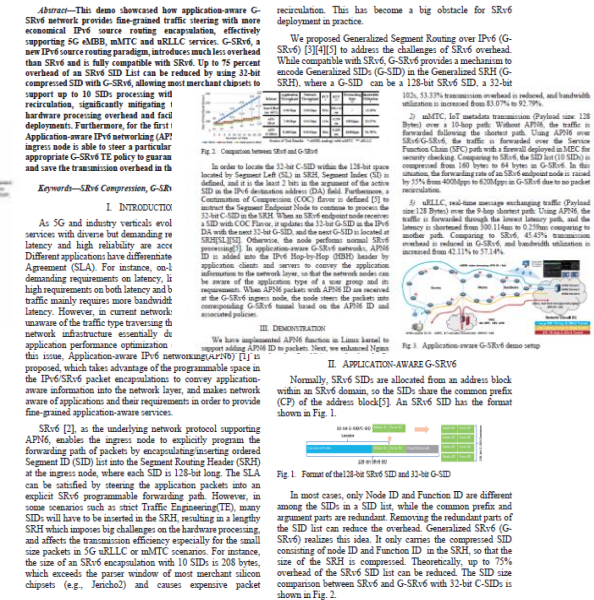 Abstract—This demo showcased how application-aware G-
SRv6 network provides fine-grained traffic steering with more
economical IPv6 source routing encapsulation, effectively
supporting 5G eMBB, mMTC and uRLLC services. G-SRv6, a
new IPv6 source routing paradigm, introduces much less overhead
than SRv6 and is fully compatible with SRv6. Up to 75 percent
overhead of an SRv6 SID List can be reduced by using 32-bit
compressed SID with G-SRv6, allowing most merchant chipsets to
support up to 10 SIDs processing with
recirculation, significantly mitigating
hardware processing overhead and facil
deployments. Furthermore, for the first
Application-aware IPv6 networking (AP
ingress node is able to steer a particular
appropriate G-SRv6 TE policy to guaran
and save the transmission overhead in th
Keywords—SRv6 Compression, G-SRv
I. INTRODUCTION
As 5G and industry verticals evol
services with diverse but demanding re
latency and high reliability are acce
Different applications have differentiate
Agreement (SLA). For instance, on-l
demanding requirements on latency, li
high requirements on both latency and b
traffic mainly requires more bandwidth
latency. However, in current network
unaware of the traffic type traversing th
network infrastructure essentially du
application performance optimization
this issue, Application-aware IPv6 networking(APN6) [1] is
proposed, which takes advantage of the programmable space in
the IPv6/SRv6 packet encapsulations to convey application-
aware information into the network layer, and makes network
aware of applications and their requirements in order to provide
fine-grained application-aware services.
SRv6 [2], as the underlying network protocol supporting
APN6, enables the ingress node to explicitly program the
forwarding path of packets by encapsulating/inserting ordered
Segment ID (SID) list into the Segment Routing Header (SRH)
at the ingress node, where each SID is 128-bit long. The SLA
can be satisfied by steering the application packets into an
explicit SRv6 programmable forwarding path. However, in
some scenarios such as strict Traffic Engineering(TE), many
SIDs will have to be inserted in the SRH, resulting in a lengthy
SRH which imposes big challenges on the hardware processing,
and affects the transmission efficiency especially for the small
size packets in 5G uRLLC or mMTC scenarios. For instance,
the size of an SRv6 encapsulation with 10 SIDs is 208 bytes,
which exceeds the parser window of most merchant silicon
chipsets (e.g., Jericho2) and causes expensive packet
recirculation. This has become a big obstacle for SRv6
deployment in practice.
We proposed Generalized Segment Routing over IPv6 (G-
SRv6) [3][4][5] to address the challenges of SRv6 overhead.
While compatible with SRv6, G-SRv6 provides a mechanism to
encode Generalized SIDs (G-SID) in the Generalized SRH (G-
SRH), where a G-SID can be a 128-bit SRv6 SID, a 32-bit
Fig. 2. Comparison between SRv6 and G-SRv6
In order to locate the 32-bit C-SID within the 128-bit space
located by Segment Left (SL) in SRH, Segment Index (SI) is
defined, and it is the least 2 bits in the argument of the active
SID in the IPv6 destination address (DA) field. Furthermore, a
Continuation of Compression (COC) flavor is defined [5] to
instruct the Segment Endpoint Node to continue to process the
32-bit C-SID in the SRH. When an SRv6 endpoint node receives
a SID with COC Flavor, it updates the 32-bit C-SID in the IPv6
DA with the next 32-bit C-SID, and the next G-SID is located at
SRH[SL][SI]. Otherwise, the node performs normal SRv6
processing[5]. In application-aware G-SRv6 networks, APN6
ID is added into the IPv6 Hop-by-Hop (HBH) header by
application clients and servers to convey the application
information to the network layer, so that the network nodes can
be aware of the application type of a user group and its
requirements. When packets with APN6 ID are received
at the G-SRv6 ingress node, the node steers the packets into
corresponding G-SRv6 tunnel based on the APN6 ID and
associated policies.
III. DEMONSTRATION
We have implemented APN6 function in Linux kernel to
support adding APN6 ID to packets. Next, we enhanced Nginx
102s, 53.33% transmission overhead is reduced, and bandwidth
utilization is increased from 83.07% to 92.79%.
2) mMTC, IoT metadata transmission (Payload size: 128
Bytes) over a 10-hop path: Without APN6, the traffic is
forwarded following the shortest path. Using APN6 over
SRv6/G-SRv6, the traffic is forwarded over the Service
Function Chain (SFC) path with a firewall deployed in MEC for
security checking. Comparing to SRv6, the SID list (10 SIDs) is
compressed from 160 bytes to 64 bytes in G-SRv6. In this
situation, the forwarding rate of an SRv6 endpoint node is raised
by 55% from 400Mpps to 620Mpps in G-SRv6 due to no packet
recirculation.
3) uRLLC, real-time message exchanging traffic (Payload
size:128 Bytes) over the 9-hop shortest path: Using APN6, the
traffic is forwarded through the lowest latency path, and the
latency is shortened from 300.114ms to 0.259ms comparing to
another path. Comparing to SRv6, 45.45% transmission
overhead is reduced in G-SRv6, and bandwidth utilization is
increased from 42.11% to 57.14%.
Fig. 3. Application-aware G-SRv6 demo setup
II. APPLICATION-AWARE G-SRV6
Normally, SRv6 SIDs are allocated from an address block
within an SRv6 domain, so the SIDs share the common prefix
(CP) of the address block[5]. An SRv6 SID has the format
shown in Fig. 1.
Fig. 1. Format of the128-bit SRv6 SID and 32-bit G-SID
In most cases, only Node ID and Function ID are different
among the SIDs in a SID list, while the common prefix and
argument parts are redundant. Removing the redundant parts of
the SID list can reduce the overhead. Generalized SRv6 (G-
SRv6) realizes this idea. It only carries the compressed SID
consisting of node ID and Function ID in the SRH, so that the
size of the SRH is compressed. Theoretically, up to 75%
overhead of the SRv6 SID list can be reduced. The SID size
comparison between SRv6 and G-SRv6 with 32-bit C-SIDs is
shown in Fig. 2.